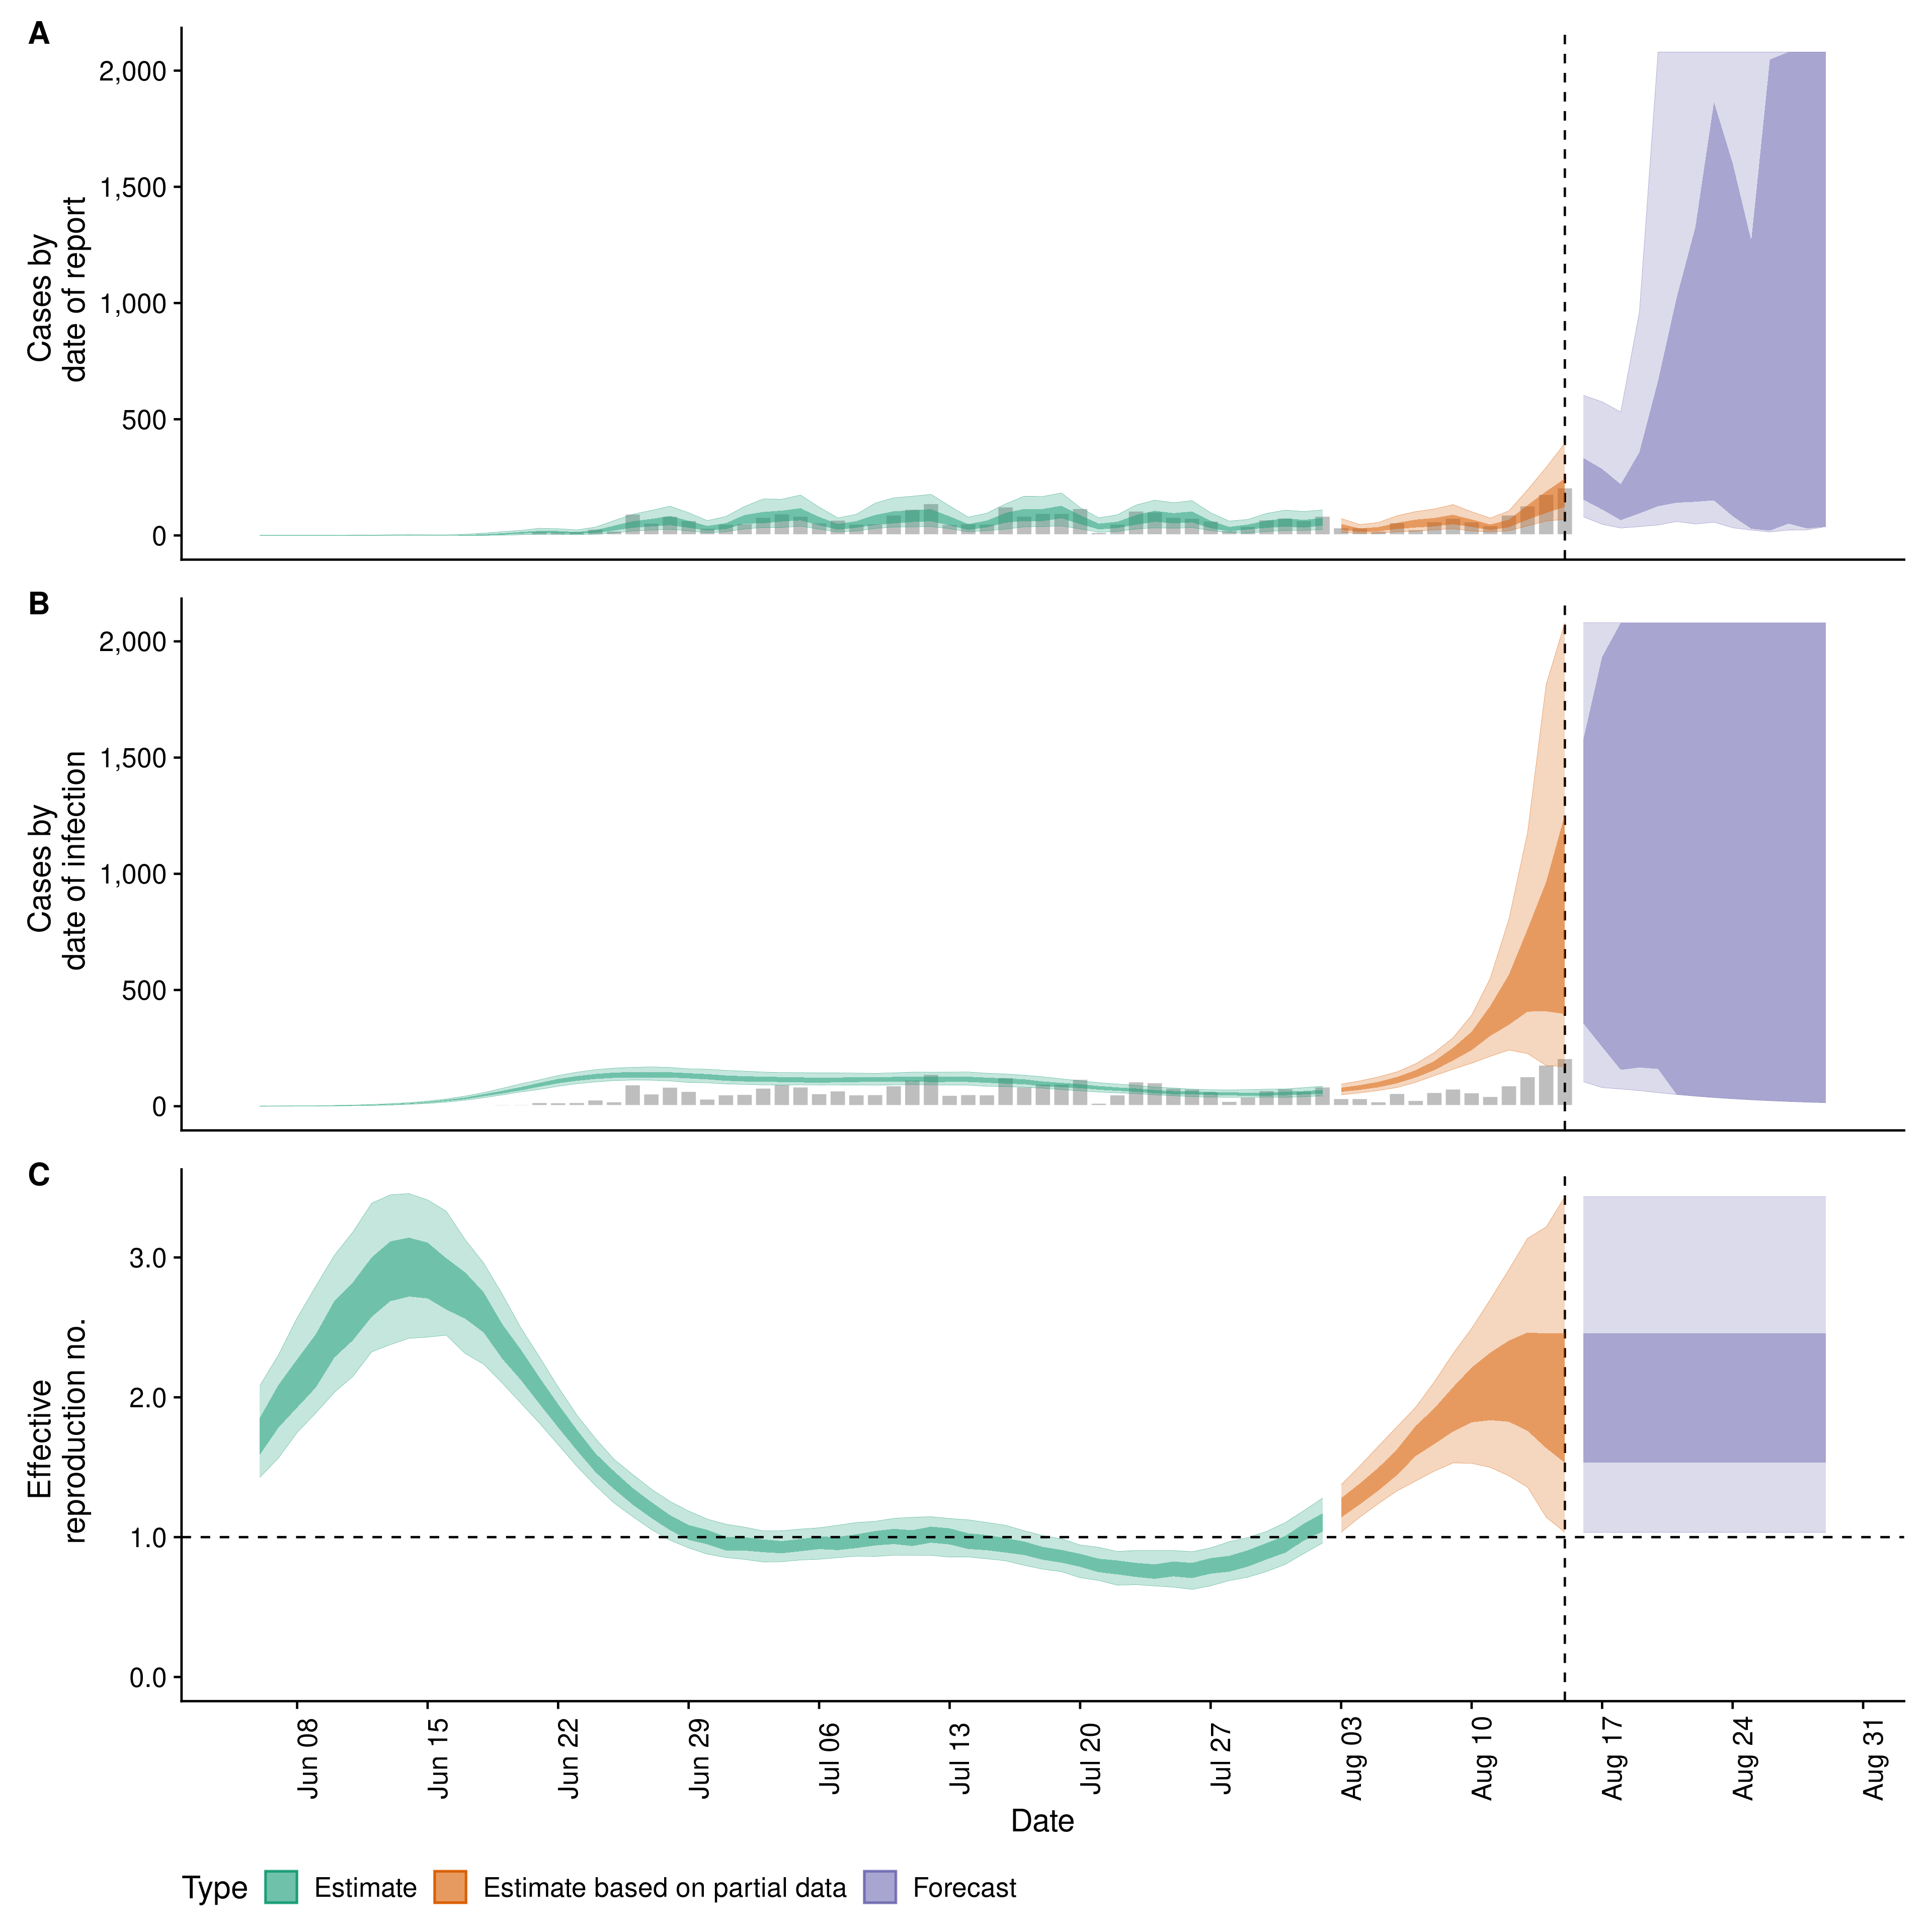 A
Cases by
date of report
2,000
1,500
1,000
500
0
B
Cases by
date of infection
2,000
1,500
1,000
500
0
C
Effective
reproduction no.
3.0
2.0
1.0
0.0
Jun 08
Jun 15
Jun 22
Jun 29
Jul 06
Jul 13
Jul 20
Jul 27
Aug 03
Aug 10
Aug 17
Aug 24
Aug 31
Date
Type Estimate Estimate based on partial data Forecast